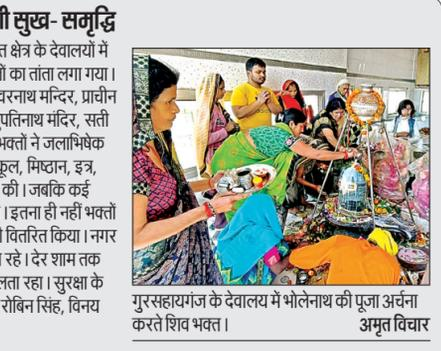 ी सुख- समृद्धि
त क्षेत्र के देवालयों में
ों का तांता लगा गया।
वरनाथ मन्दिर, प्राचीन
ुपतिनाथ मंदिर, सती
भक्तों ने जलाभिषेक
फूल, मिष्ठान, इत्र,
की। जबकि कई
। इतना ही नहीं भक्तों
ो वितरित किया। नगर
रहे। देर शाम तक
लता रहा। सुरक्षा के
रोबिन सिंह, विनय
गुरसहायगंज के देवालय में भोलेनाथ की पूजा अर्चना
करते शिव भक्त। अमृत विचार